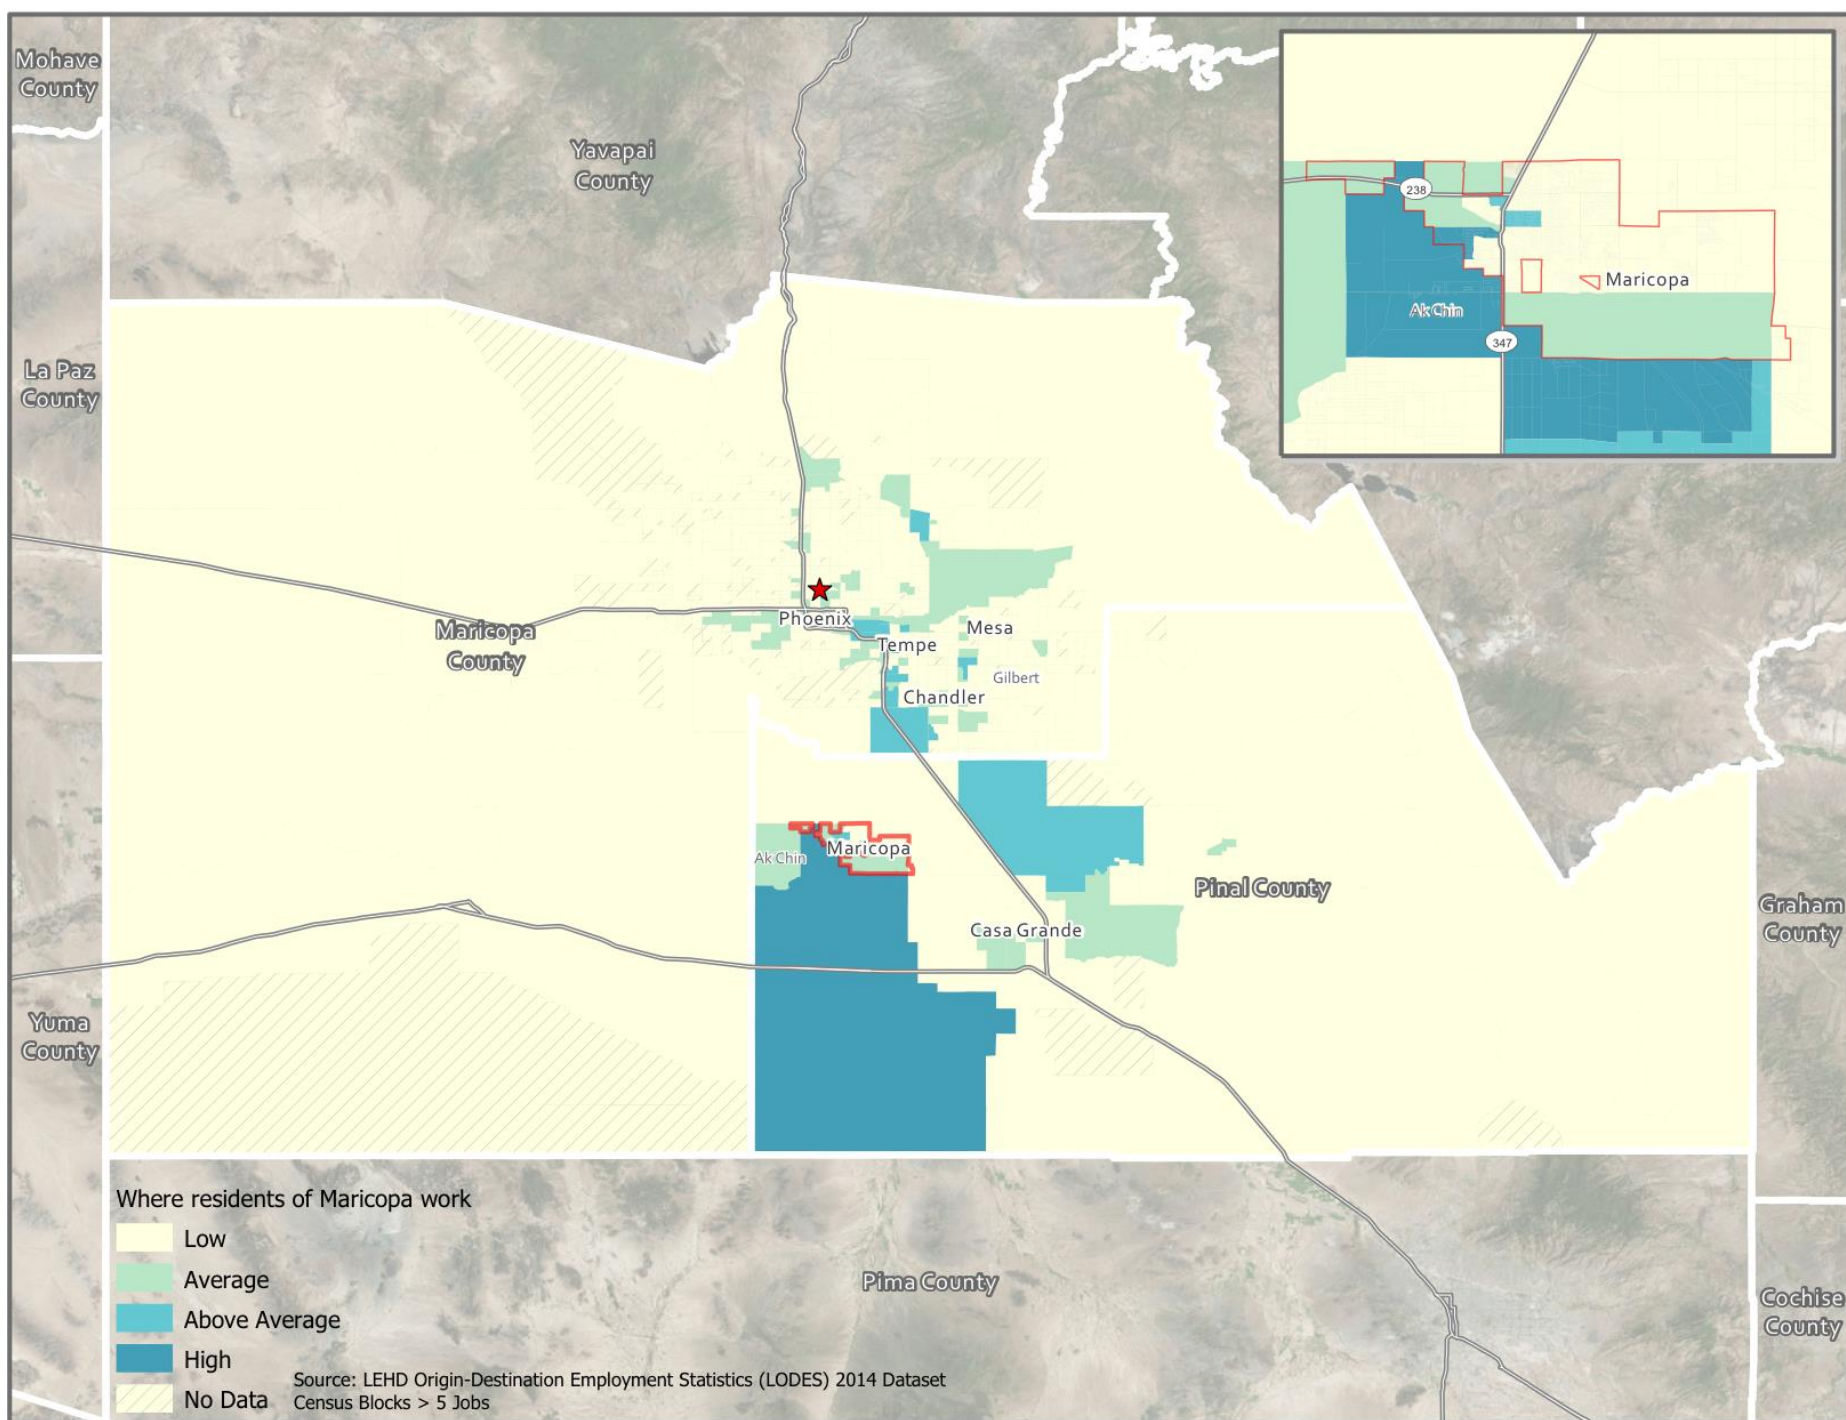 Mohave
County
Yavapai
County
238
Maricopa
Ak Chin
347
La Paz
County
Phoenix
Mesa
Maricopa
County
Tempe
Gilbert
Chandler
Maricopa
Ak Chin
Pinal County
Graham
County
Casa Grande
Yuma
County
Where residents of Maricopa work
Low
Average
Above Average
High
No Data
Source: LEHD Origin-Destination Employment Statistics (LODES) 2014 Dataset
Census Blocks > 5 Jobs
Pima County
Cochise
County